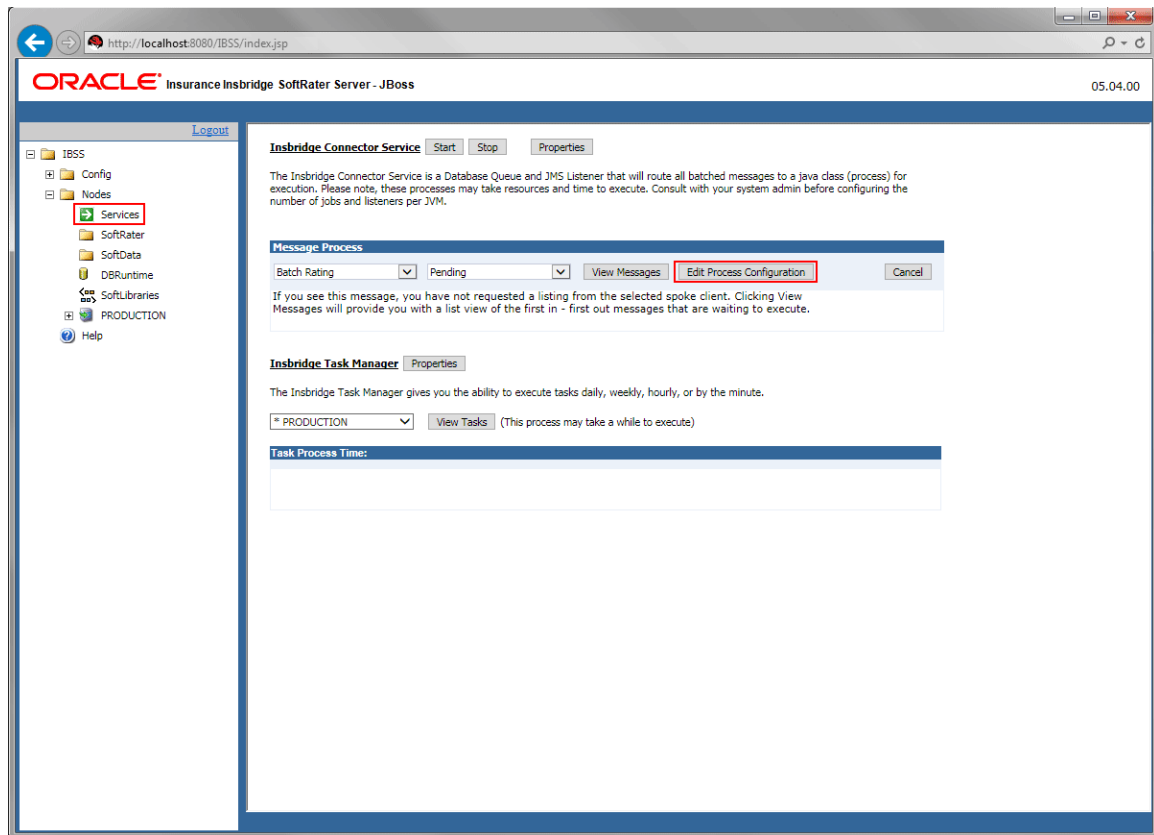 http://localhost:8080/IBSS/index.jsp
ORACLE Insurance Insbridge SoftRater Server - JBoss
05.04.00
Logout
IBSS
Config
Nodes
Services
SoftRater
SoftData
DBRuntime
SoftLibraries
PRODUCTION
Help
Insbridge Connector Service Start Stop Properties
The Insbridge Connector Service is a Database Queue and JMS Listener that will route all batched messages to a java class (process) for
execution. Please note, these processes may take resources and time to execute. Consult with your system admin before configuring the
number of jobs and listeners per JVM.
Message Process
Batch Rating Pending View Messages Edit Process Configuration Cancel
If you see this message, you have not requested a listing from the selected spoke client. Clicking View
Messages will provide you with a list view of the first in - first out messages that are waiting to execute.
Insbridge Task Manager Properties
The Insbridge Task Manager gives you the ability to execute tasks daily, weekly, hourly, or by the minute.
* PRODUCTION View Tasks (This process may take a while to execute)
Task Process Time: